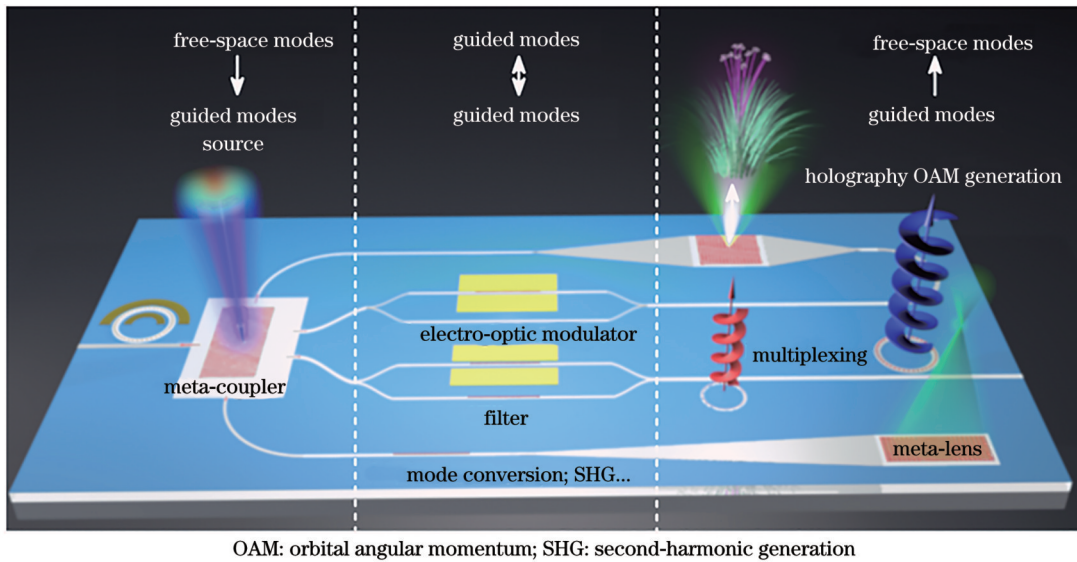 free-space modes
guided modes
source
guided modes
guided modes
free-space modes
guided modes
holography OAM generation
electro-optic modulator
multiplexing
meta-coupler
filter
meta-lens
mode conversion; SHG...
OAM: orbital angular momentum; SHG: second-harmonic generation